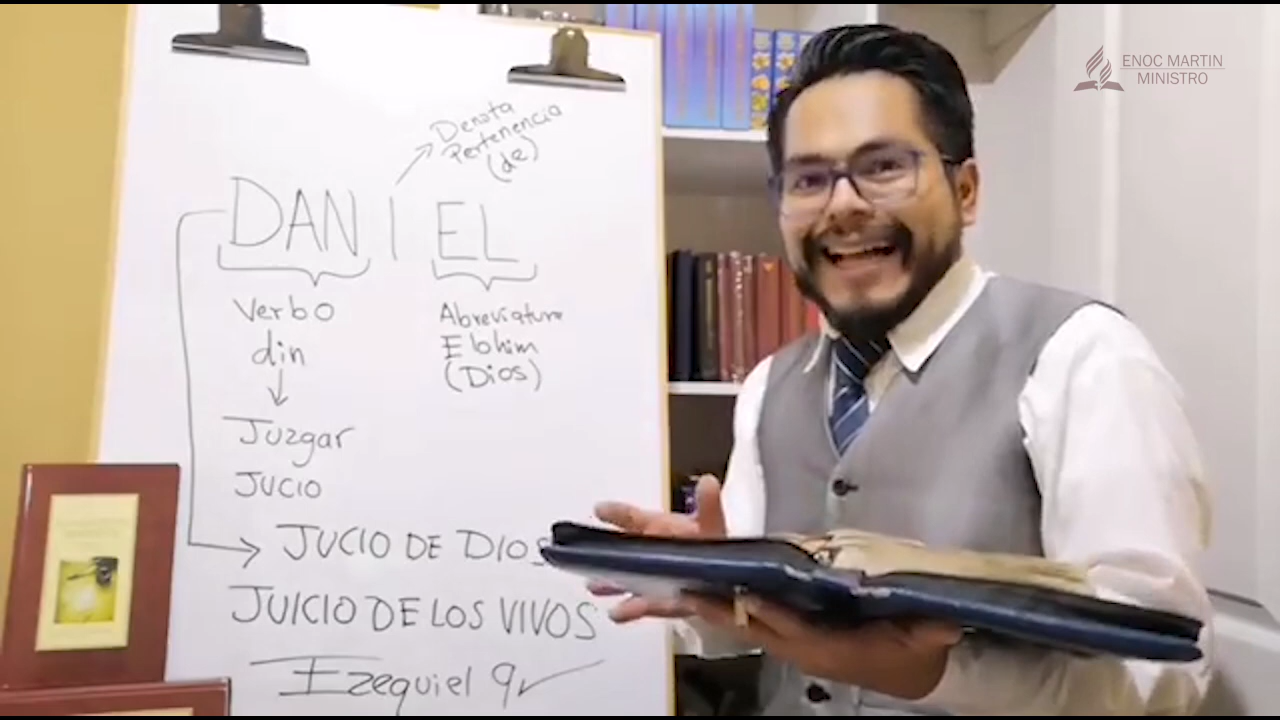 ENOC MARTIN
MINISTRO
Denota
Pertenencia
(de)
DAN I EL
Verbo
din
Juzgar
JUCIO
Abreviatura
Elohim
(Dios)
JUCIO DE DIOS
JUICIO DE LOS VIVOS
Ezequiel 9